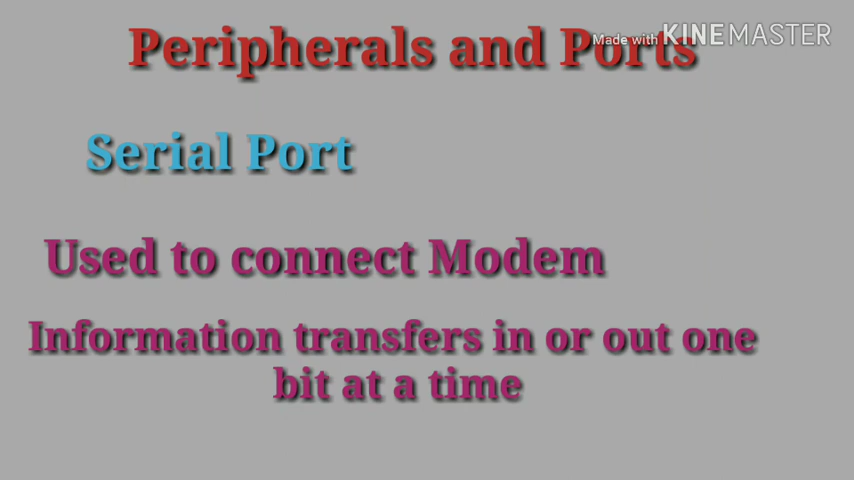 Peripherals and Ports
Made with KINEMASTER
Serial Port
Used to connect Modem
Information transfers in or out one
bit at a time